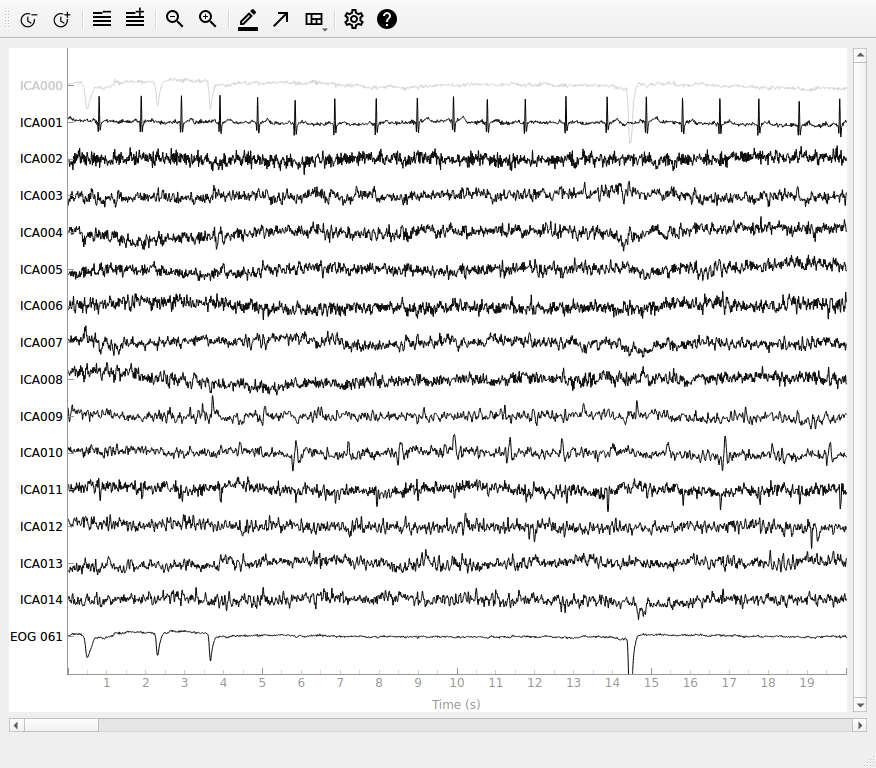 ICA000
ICA001
ICA002
ICA003
ICA004
ICA005
ICA006
ICA007
ICA008
ICA009
ICA010
ICA011
ICA012
ICA013
ICA014
EOG 061
1 2 3 4 5 6 7 8 9 10 11 12 13 14 15 16 17 18 19
Time (s)